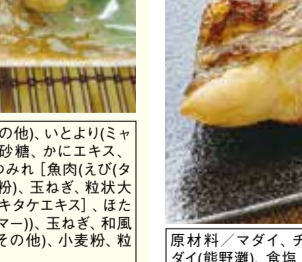 の他)、いとより(ミャ
砂糖、かにエキス、
つみれ［魚肉(えび(タ
粉)、玉ねぎ、粒状大
キタケエキス］、ほた
マー))、玉ねぎ、和風
その他)、小麦粉、粒
原材料／マダイ、チ
ダイ(熊野灘)、食塩